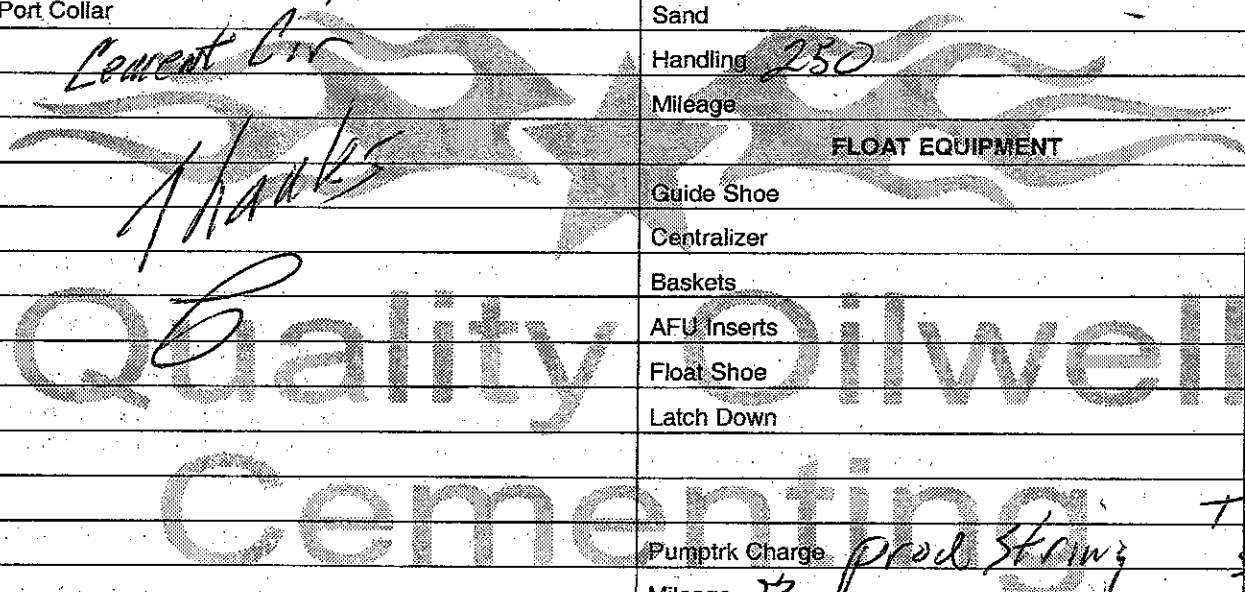 Port Collar
Cement Cir
Thanks
Sand
Handling 250
Mileage
FLOAT EQUIPMENT
Guide Shoe
Centralizer
Baskets
AFU Inserts
Float Shoe
Latch Down
Quality Oilwell
Cementing
Pumptrk Charge prod String
Mileage